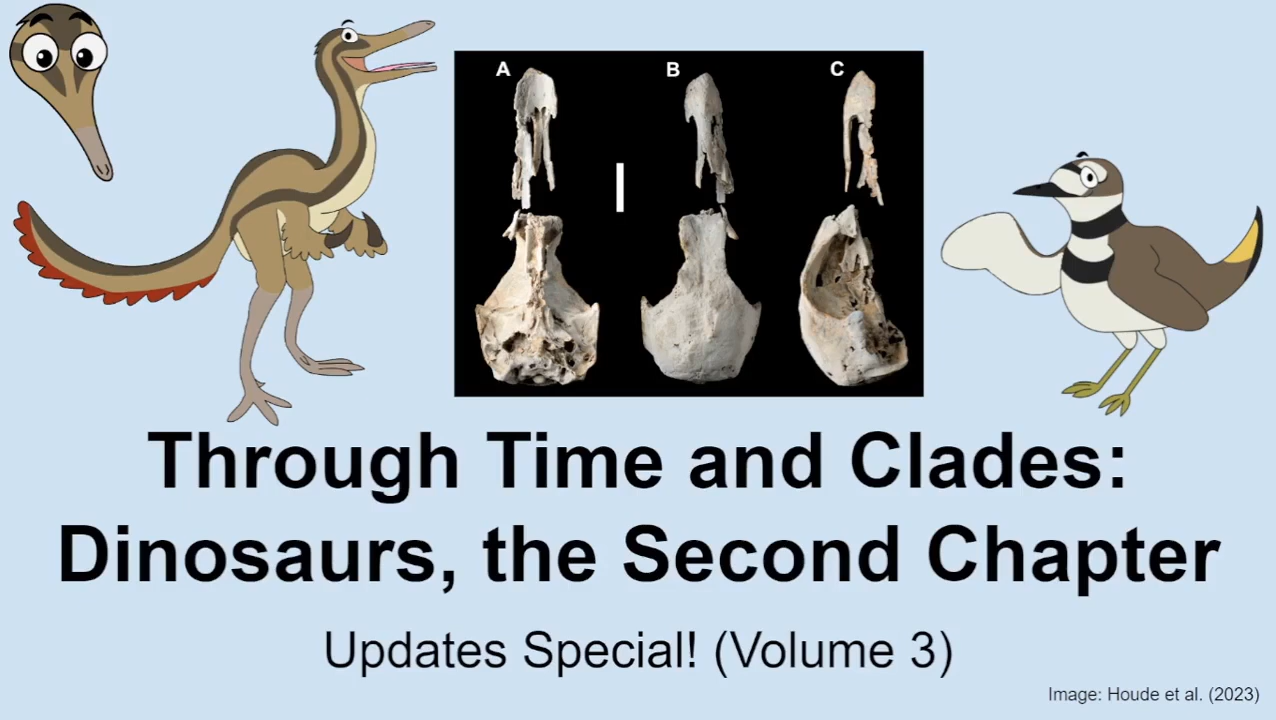 A B C
Through Time and Clades:
Dinosaurs, the Second Chapter
Updates Special! (Volume 3)
Image: Houde et al. (2023)